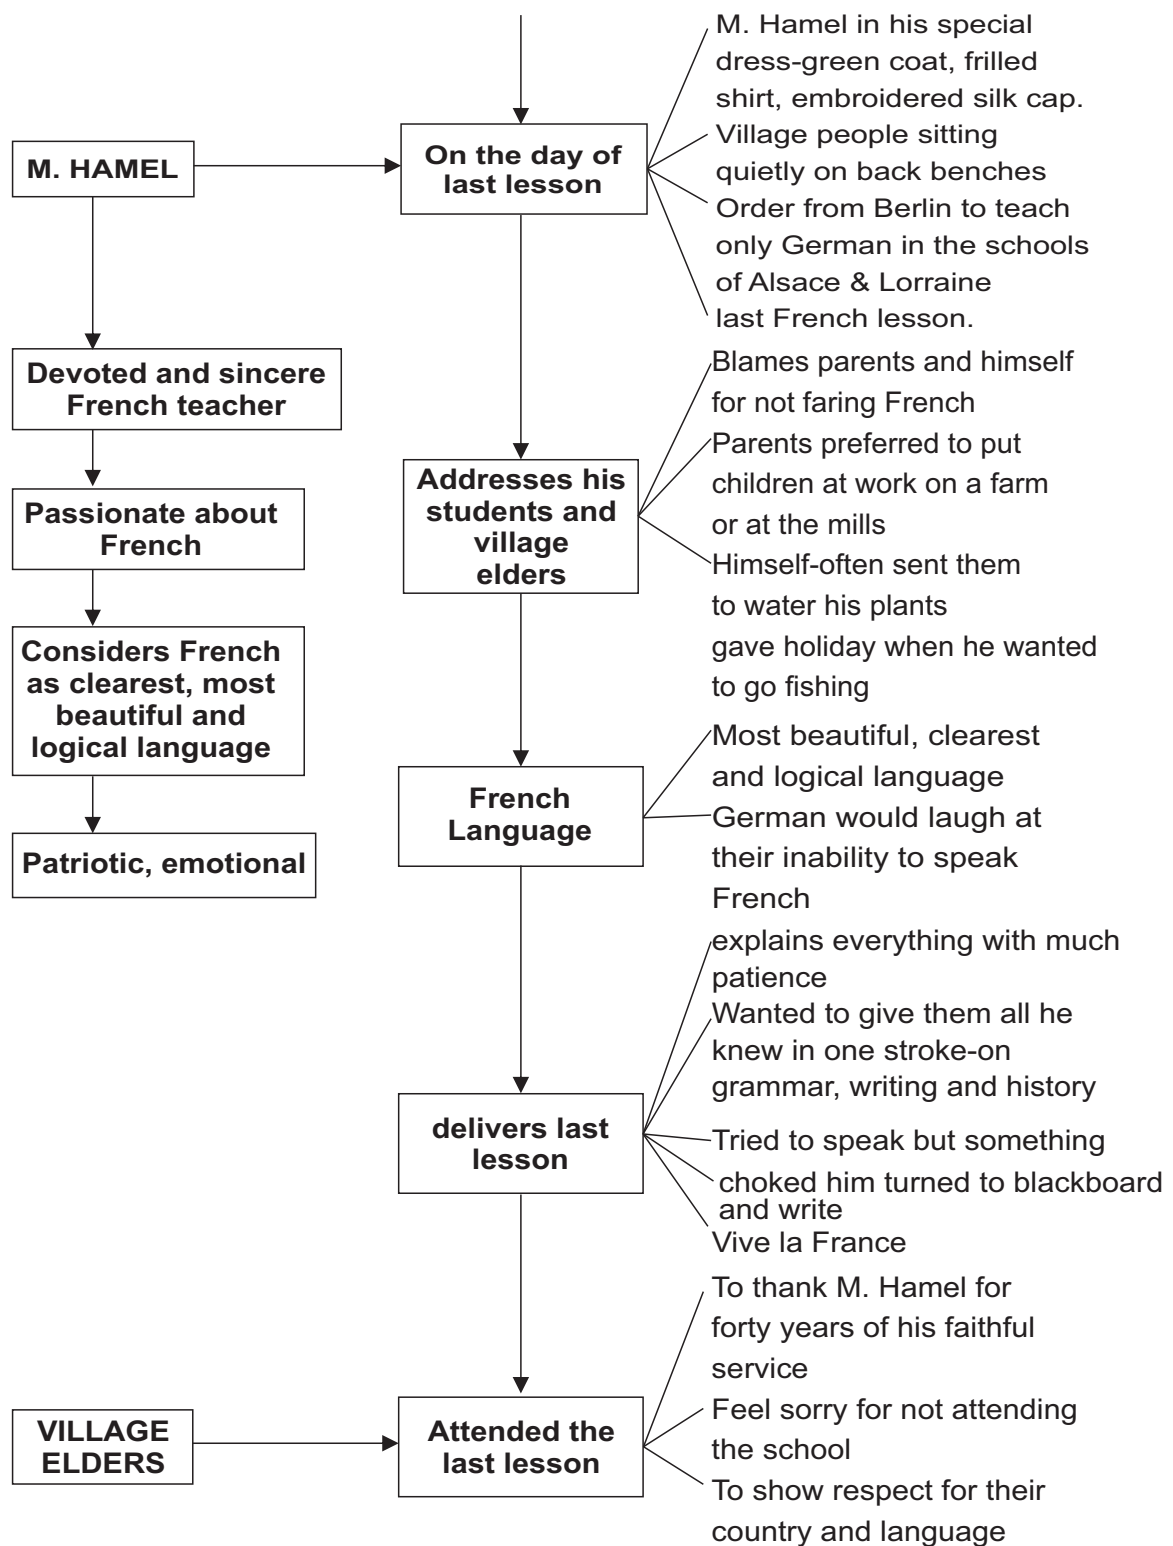 M. HAMEL
Devoted and sincere
French teacher
Passionate about
French
Considers French
as clearest, most
beautiful and
logical language
Patriotic, emotional
On the day of
last lesson
M. Hamel in his special
dress-green coat, frilled
shirt, embroidered silk cap.
Village people sitting
quietly on back benches
Order from Berlin to teach
only German in the schools
of Alsace & Lorraine
last French lesson.
Addresses his
students and
village
elders
Blames parents and himself
for not faring French
Parents preferred to put
children at work on a farm
or at the mills
Himself-often sent them
to water his plants
gave holiday when he wanted
to go fishing
French
Language
Most beautiful, clearest
and logical language
German would laugh at
their inability to speak
French
delivers last
lesson
explains everything with much
patience
Wanted to give them all he
knew in one stroke-on
grammar, writing and history
Tried to speak but something
choked him turned to blackboard
and write
Vive la France
VILLAGE
ELDERS
Attended the
last lesson
To thank M. Hamel for
forty years of his faithful
service
Feel sorry for not attending
the school
To show respect for their
country and language